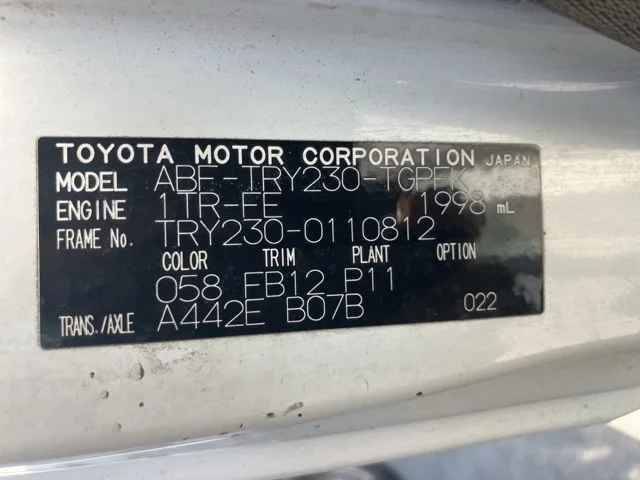 TOYOTA MOTOR CORPORATION JAPAN
MODEL ABF-TRY230-TGPFK
ENGINE 1TR-FE 1998 mL
FRAME No. TRY230-0110812
COLOR TRIM PLANT OPTION
058 FB12 P11
TRANS./AXLE A442E B07B 022